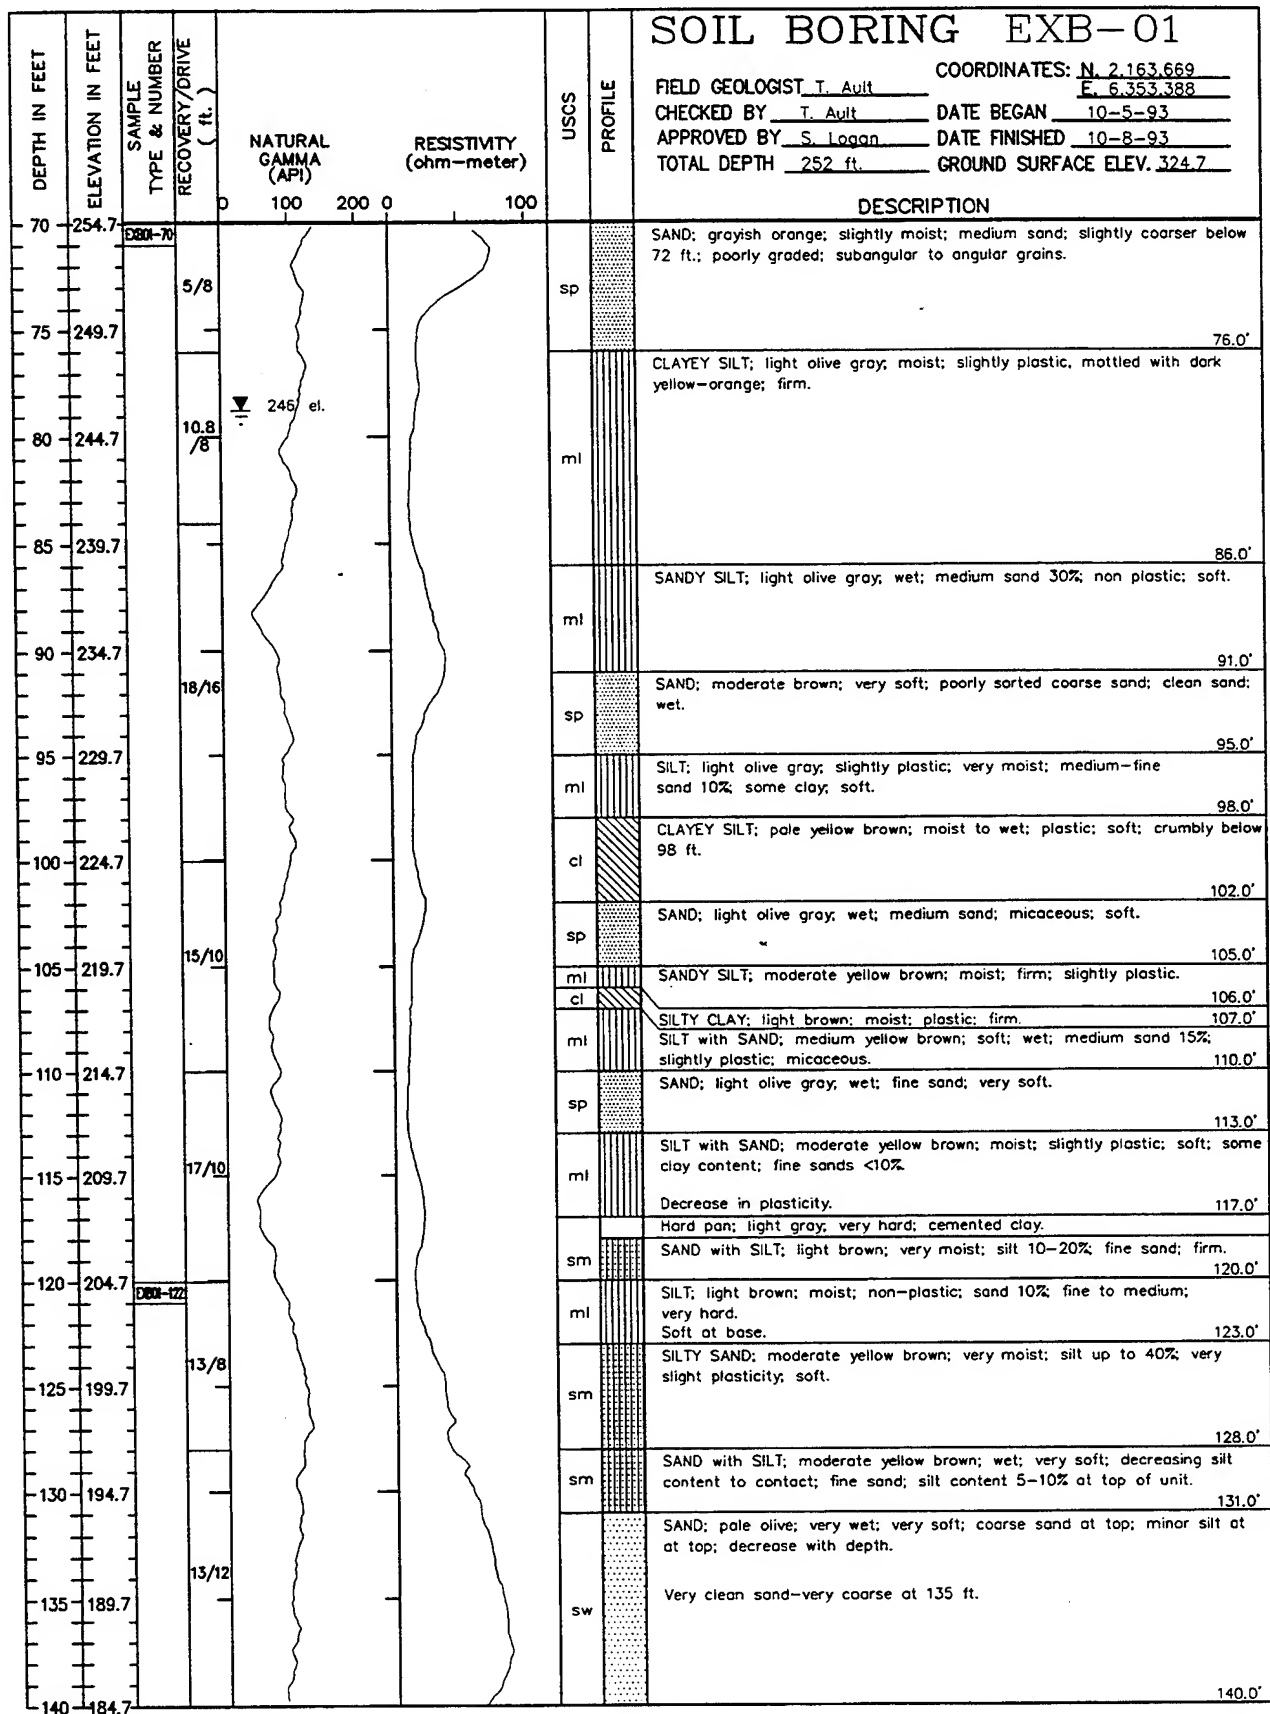 SOIL BORING EXB-01
COORDINATES: N. 2,163,669
E. 6,353,388
FIELD GEOLOGIST T. Ault
CHECKED BY T. Ault
DATE BEGAN 10-5-93
APPROVED BY S. Logan
DATE FINISHED 10-8-93
TOTAL DEPTH 252 ft.
GROUND SURFACE ELEV. 324.7
DEPTH IN FEET
ELEVATION IN FEET
SAMPLE
TYPE & NUMBER
RECOVERY/DRIVE
( ft. )
NATURAL
GAMMA
(API)
0 100 200
RESISTIVITY
(ohm-meter)
0 100
USCS
PROFILE
DESCRIPTION
70 254.7
EXB01-70
5/8
sp
SAND; grayish orange; slightly moist; medium sand; slightly coarser below
72 ft.; poorly graded; subangular to angular grains.
75 249.7
76.0'
CLAYEY SILT; light olive gray; moist; slightly plastic, mottled with dark
yellow-orange; firm.
246 el.
10.8
/8
80 244.7
ml
85 239.7
86.0'
SANDY SILT; light olive gray; wet; medium sand 30%; non plastic; soft.
ml
90 234.7
91.0'
18/16
SAND; moderate brown; very soft; poorly sorted coarse sand; clean sand;
wet.
sp
95 229.7
95.0'
SILT; light olive gray; slightly plastic; very moist; medium-fine
sand 10%; some clay; soft.
ml
98.0'
CLAYEY SILT; pale yellow brown; moist to wet; plastic; soft; crumbly below
98 ft.
100 224.7
cl
102.0'
SAND; light olive gray; wet; medium sand; micaceous; soft.
sp
15/10
105 219.7
105.0'
ml
SANDY SILT; moderate yellow brown; moist; firm; slightly plastic.
106.0'
cl
SILTY CLAY; light brown; moist; plastic; firm.
107.0'
ml
SILT with SAND; medium yellow brown; soft; wet; medium sand 15%;
slightly plastic; micaceous.
110.0'
110 214.7
SAND; light olive gray; wet; fine sand; very soft.
sp
113.0'
SILT with SAND; moderate yellow brown; moist; slightly plastic; soft; some
clay content; fine sands <10%.
17/10
115 209.7
ml
Decrease in plasticity.
117.0'
Hard pan; light gray; very hard; cemented clay.
sm
SAND with SILT; light brown; very moist; silt 10-20%; fine sand; firm.
120.0'
120 204.7
EXB01-122
ml
SILT; light brown; moist; non-plastic; sand 10%; fine to medium;
very hard.
Soft at base.
123.0'
13/8
SILTY SAND; moderate yellow brown; very moist; silt up to 40%; very
slight plasticity; soft.
125 199.7
sm
128.0'
SAND with SILT; moderate yellow brown; wet; very soft; decreasing silt
content to contact; fine sand; silt content 5-10% at top of unit.
sm
130 194.7
131.0'
SAND; pale olive; very wet; very soft; coarse sand at top; minor silt at
at top; decrease with depth.
13/12
Very clean sand-very coarse at 135 ft.
135 189.7
sw
140 184.7
140.0'